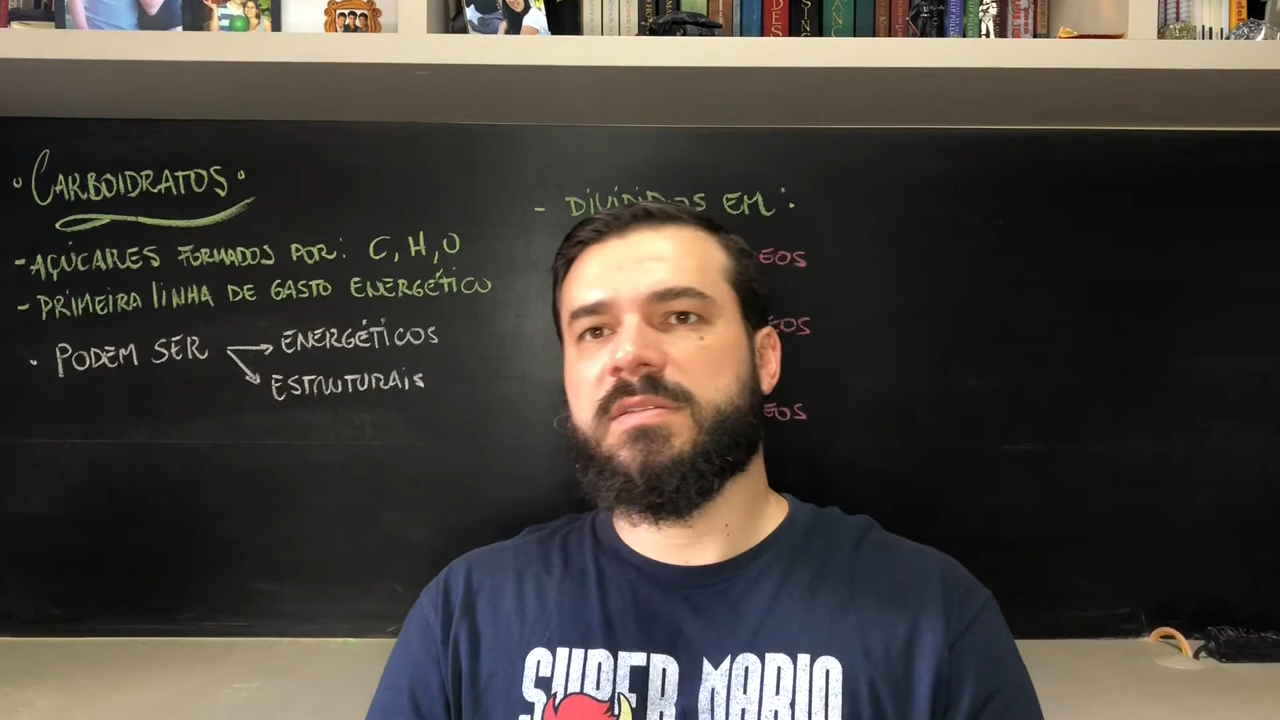 • CARBOIDRATOS •
- AÇÚCARES FORMADOS POR: C, H, O
- PRIMEIRA LINHA DE GASTO ENERGÉTICO
• PODEM SER
ENERGÉTICOS
ESTRUTURAIS
- DIVIDIDOS EM:
SUPER MARIO